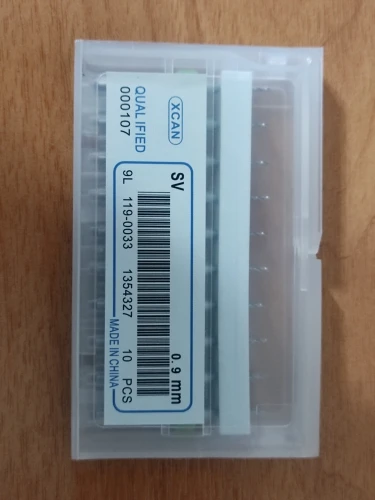 XCAN
QUALIFIED
000107
SV 0.9 mm
9L 119-0033 1354327 10 PCS
MADE IN CHINA